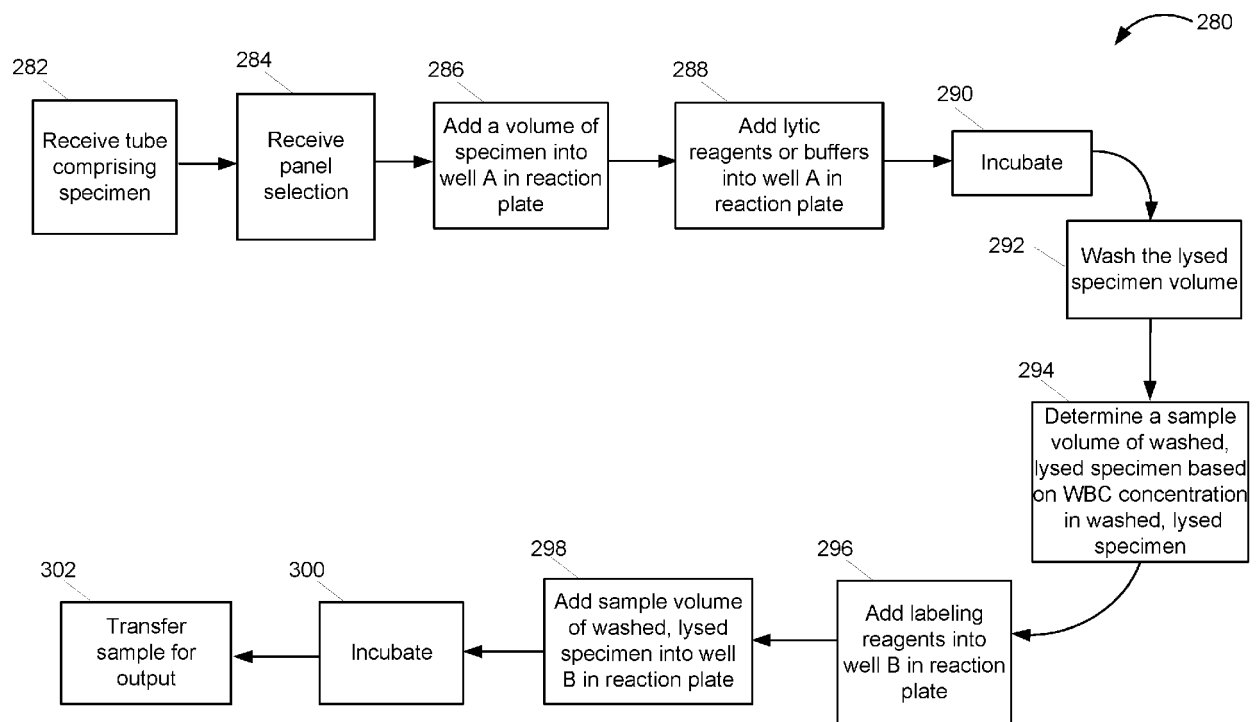 280
282
Receive tube
comprising
specimen
284
Receive
panel
selection
286
Add a volume of
specimen into
well A in reaction
plate
288
Add lytic
reagents or buffers
into well A in
reaction plate
290
Incubate
292
Wash the lysed
specimen volume
294
Determine a sample
volume of washed,
lysed specimen based
on WBC concentration
in washed, lysed
specimen
296
Add labeling
reagents into
well B in reaction
plate
298
Add sample volume
of washed, lysed
specimen into well
B in reaction plate
300
Incubate
302
Transfer
sample for
output